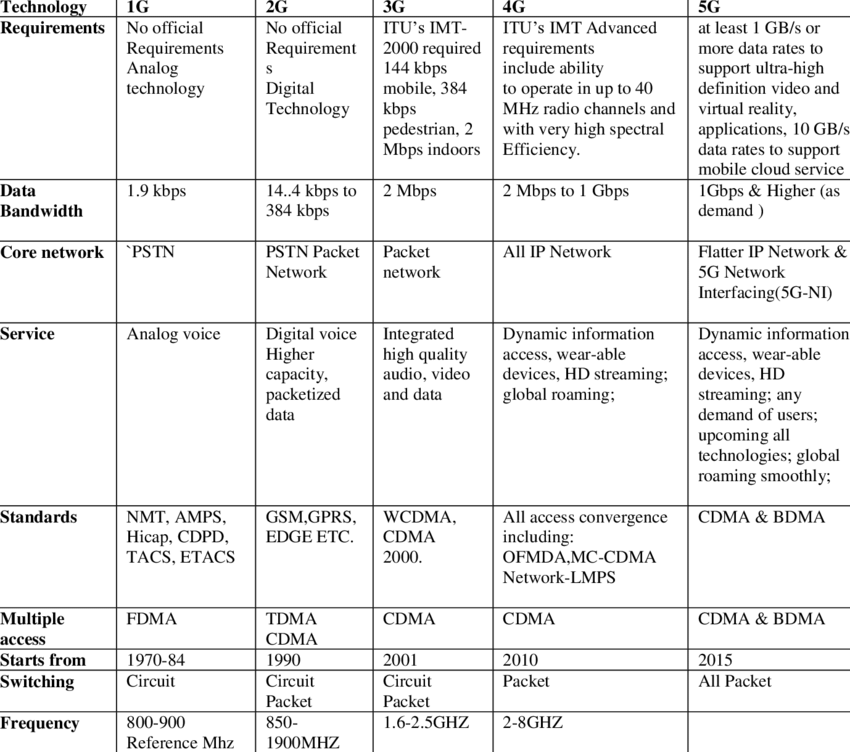 Technology 1G 2G 3G 4G 5G
Requirements
No official
Requirements
Analog
technology
No official
Requirement
s
Digital
Technology
ITU's IMT-
2000 required
144 kbps
mobile, 384
kbps
pedestrian, 2
Mbps indoors
ITU's IMT Advanced
requirements
include ability
to operate in up to 40
MHz radio channels and
with very high spectral
Efficiency.
at least 1 GB/s or
more data rates to
support ultra-high
definition video and
virtual reality,
applications, 10 GB/s
data rates to support
mobile cloud service
Data
Bandwidth
1.9 kbps
14..4 kbps to
384 kbps
2 Mbps
2 Mbps to 1 Gbps
1Gbps & Higher (as
demand )
Core network
`PSTN
PSTN Packet
Network
Packet
network
All IP Network
Flatter IP Network &
5G Network
Interfacing(5G-NI)
Service
Analog voice
Digital voice
Higher
capacity,
packetized
data
Integrated
high quality
audio, video
and data
Dynamic information
access, wear-able
devices, HD streaming;
global roaming;
Dynamic information
access, wear-able
devices, HD
streaming; any
demand of users;
upcoming all
technologies; global
roaming smoothly;
Standards
NMT, AMPS,
Hicap, CDPD,
TACS, ETACS
GSM,GPRS,
EDGE ETC.
WCDMA,
CDMA
2000.
All access convergence
including:
OFMDA,MC-CDMA
Network-LMPS
CDMA & BDMA
Multiple
access
FDMA
TDMA
CDMA
CDMA
CDMA
CDMA & BDMA
Starts from
1970-84
1990
2001
2010
2015
Switching
Circuit
Circuit
Packet
Circuit
Packet
Packet
All Packet
Frequency
800-900
Reference Mhz
850-
1900MHZ
1.6-2.5GHZ
2-8GHZ